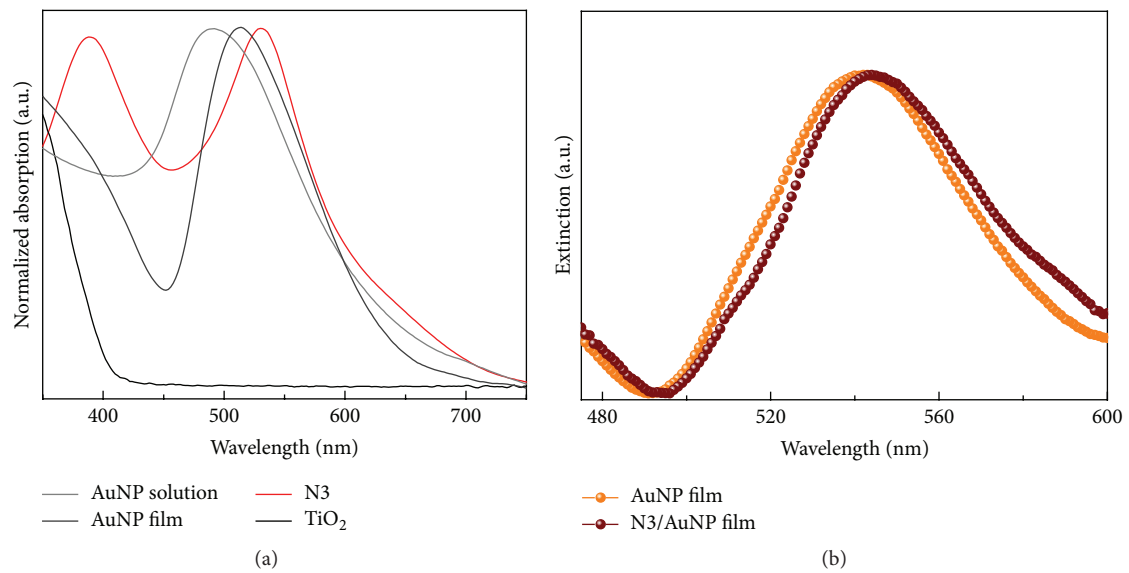 Normalized absorption (a.u.)
400 500 600 700
Wavelength (nm)
AuNP solution
AuNP film
N3
TiO₂
(a)
Extinction (a.u.)
480 520 560 600
Wavelength (nm)
AuNP film
N3/AuNP film
(b)